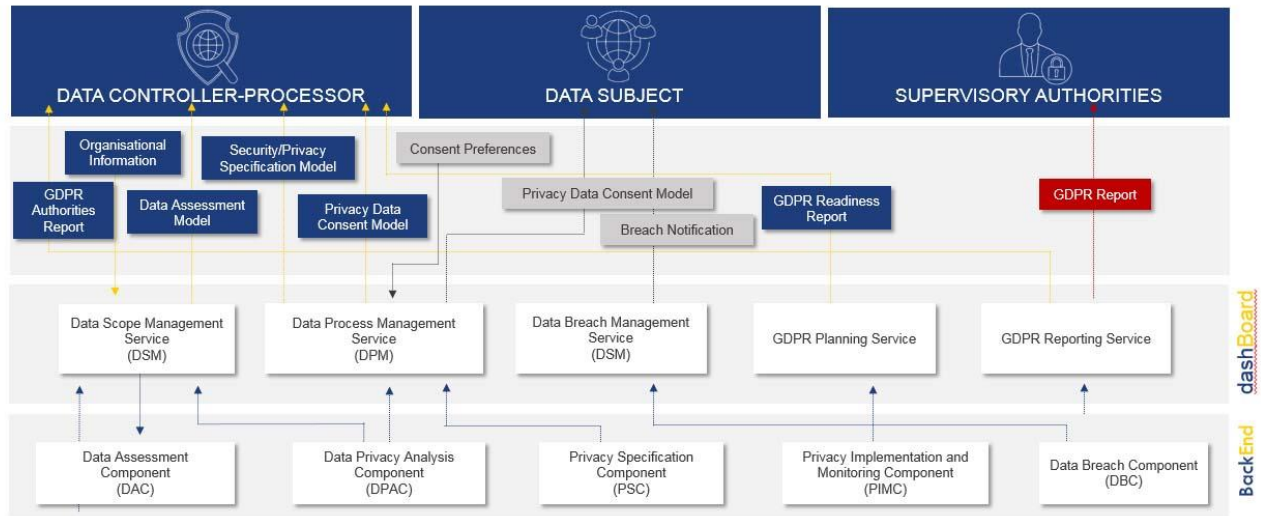 DATA CONTROLLER-PROCESSOR
DATA SUBJECT
SUPERVISORY AUTHORITIES
Organisational
Information
Security/Privacy
Specification Model
Consent Preferences
GDPR
Authorities
Report
Data Assessment
Model
Privacy Data
Consent Model
Privacy Data Consent Model
Breach Notification
GDPR Readiness
Report
GDPR Report
Data Scope Management
Service
(DSM)
Data Process Management
Service
(DPM)
Data Breach Management
Service
(DSM)
GDPR Planning Service
GDPR Reporting Service
dashBoard
Data Assessment
Component
(DAC)
Data Privacy Analysis
Component
(DPAC)
Privacy Specification
Component
(PSC)
Privacy Implementation and
Monitoring Component
(PIMC)
Data Breach Component
(DBC)
BackEnd